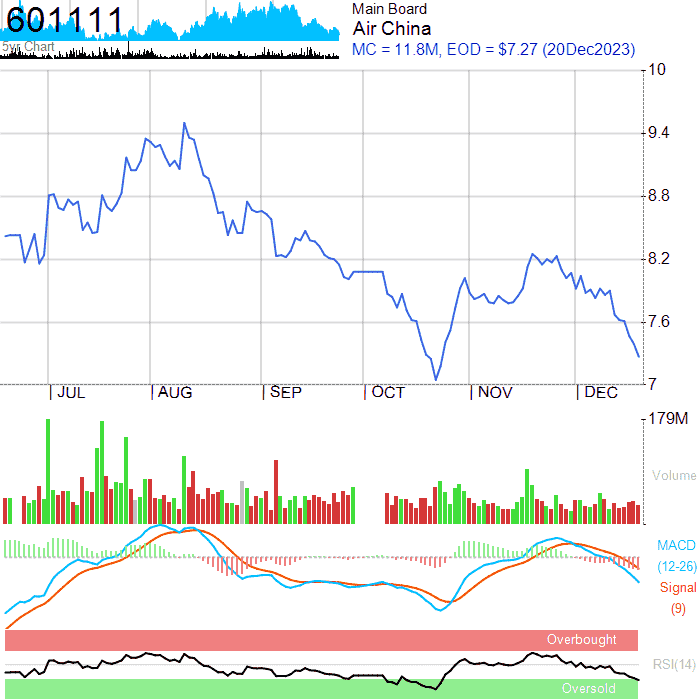 601111
5yr Chart
Main Board
Air China
MC = 11.8M, EOD = $7.27 (20Dec2023)
10
9.4
8.8
8.2
7.6
7
JUL AUG SEP OCT NOV DEC
179M
Volume
MACD
(12-26)
Signal
(9)
Overbought
RSI(14)
Oversold